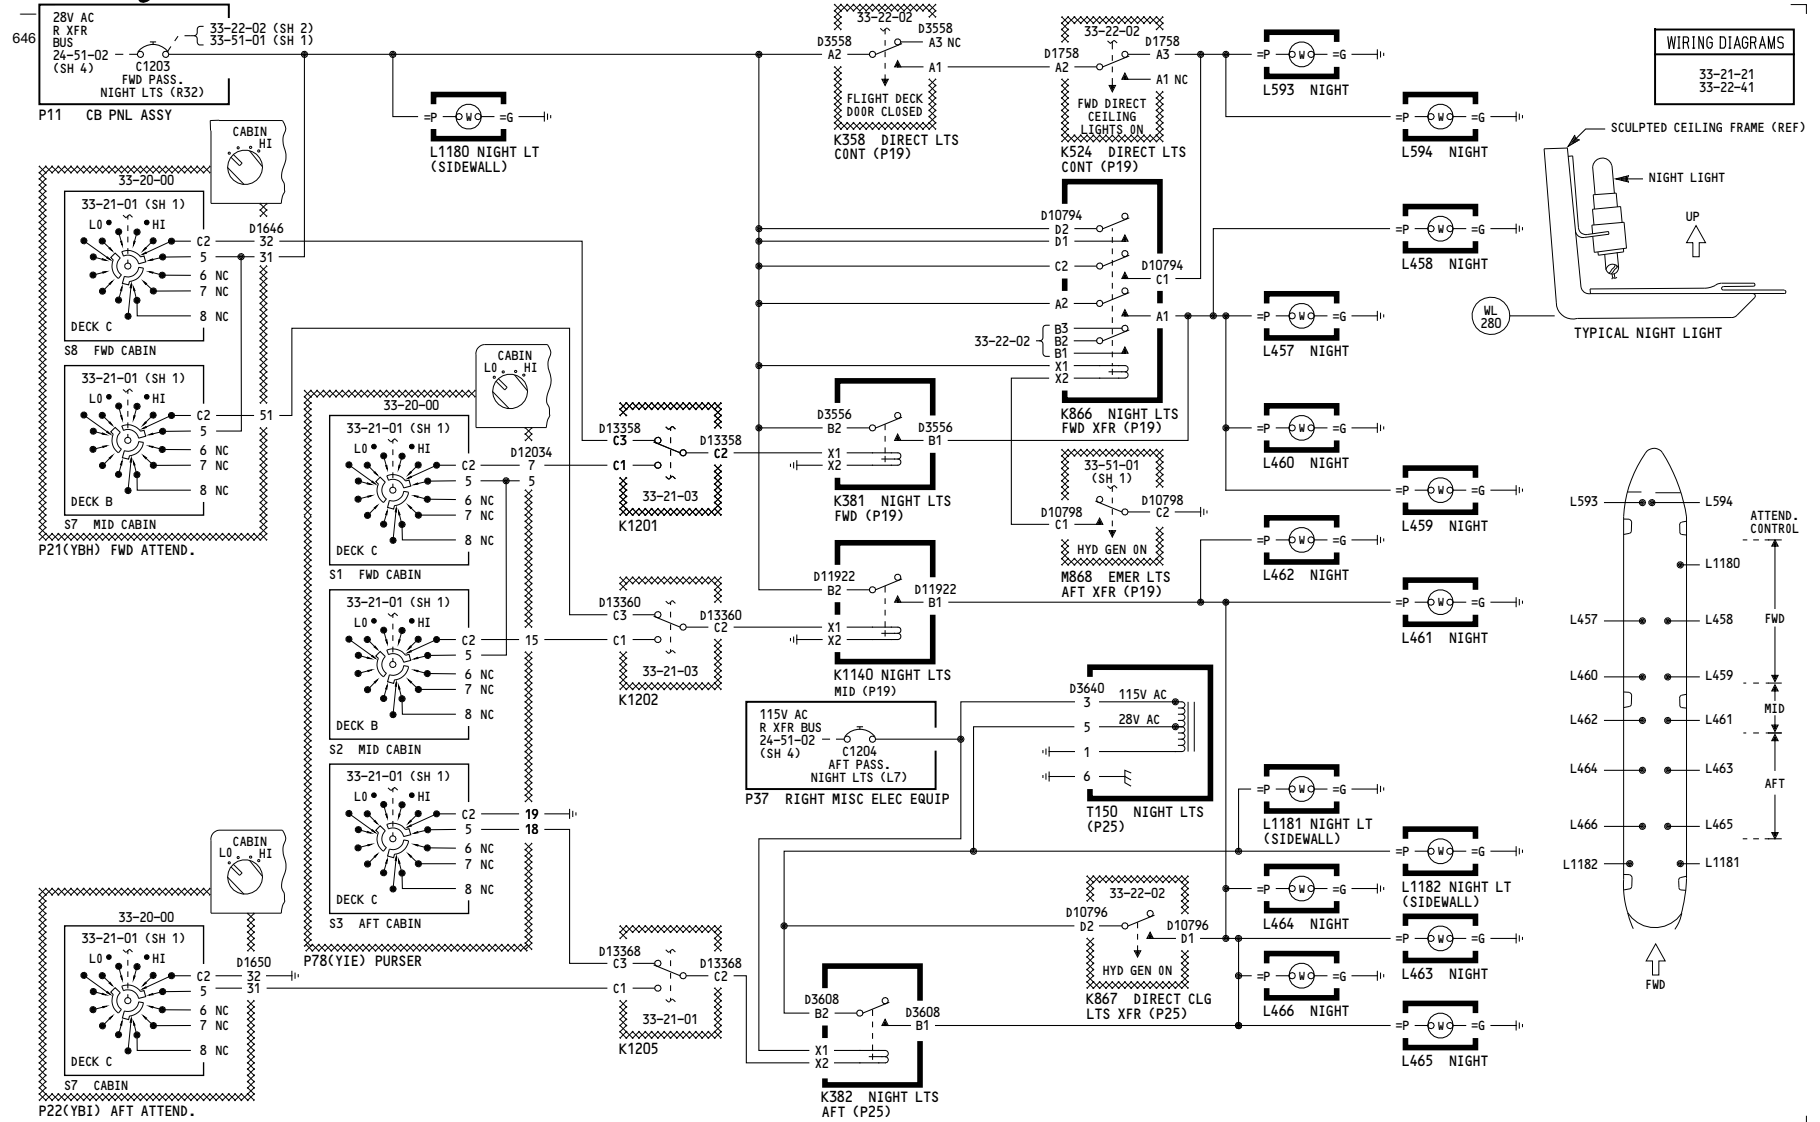 646
28V AC
R XFR
BUS
24-51-02
(SH 4)
C1203
FWD PASS.
NIGHT LTS (R32)
P11 CB PNL ASSY
33-22-02 (SH 2)
33-51-01 (SH 1)
=P W =G
L1180 NIGHT LT
(SIDEWALL)
33-22-02
D3558 D3558
A2 A3 NC
A1
FLIGHT DECK
DOOR CLOSED
K358 DIRECT LTS
CONT (P19)
33-22-02
D1758 D1758
A2 A3
A1 NC
FWD DIRECT
CEILING
LIGHTS ON
K524 DIRECT LTS
CONT (P19)
=P W =G
L593 NIGHT
=P W =G
L594 NIGHT
WIRING DIAGRAMS
33-21-21
33-22-41
SCULPTED CEILING FRAME (REF)
NIGHT LIGHT
UP
WL
280
TYPICAL NIGHT LIGHT
CABIN
HI
33-20-00
33-21-01 (SH 1)
LO HI
D1646
C2 32
5 31
6 NC
7 NC
8 NC
DECK C
S8 FWD CABIN
33-21-01 (SH 1)
LO HI
C2 51
5
6 NC
7 NC
8 NC
DECK B
S7 MID CABIN
P21(YBH) FWD ATTEND.
CABIN
LO HI
33-20-00
33-21-01 (SH 1)
LO HI
D12034
C2 7
5 5
6 NC
7 NC
8 NC
DECK C
S1 FWD CABIN
33-21-01 (SH 1)
LO HI
C2 15
5
6 NC
7 NC
8 NC
DECK B
S2 MID CABIN
33-21-01 (SH 1)
LO HI
C2 19
5 18
6 NC
7 NC
8 NC
DECK C
S3 AFT CABIN
P78(YIE) PURSER
CABIN
LO HI
33-20-00
33-21-01 (SH 1)
LO HI
D1650
C2 32
5 31
6 NC
7 NC
8 NC
DECK C
S7 CABIN
P22(YBI) AFT ATTEND.
D13358 D13358
C3 C2
C1
33-21-03
K1201
D13360 D13360
C3 C2
C1
33-21-03
K1202
D13368 D13368
C3 C2
C1
33-21-01
K1205
D10794
D2
D1
C2 D10794
C1
A2
A1
B3
33-22-02 B2
B1
X1
X2
K866 NIGHT LTS
FWD XFR (P19)
D3556 D3556
B2 B1
X1
X2
K381 NIGHT LTS
FWD (P19)
33-51-01
(SH 1)
D10798 D10798
C1 C2
HYD GEN ON
M868 EMER LTS
AFT XFR (P19)
D11922 D11922
B2 B1
X1
X2
K1140 NIGHT LTS
MID (P19)
115V AC
R XFR BUS
24-51-02
(SH 4)
C1204
AFT PASS.
NIGHT LTS (L7)
P37 RIGHT MISC ELEC EQUIP
D3640
3 115V AC
5 28V AC
1
6
T150 NIGHT LTS
(P25)
33-22-02
D10796 D10796
D2 D1
HYD GEN ON
K867 DIRECT CLG
LTS XFR (P25)
D3608 D3608
B2 B1
X1
X2
K382 NIGHT LTS
AFT (P25)
=P W =G
L458 NIGHT
=P W =G
L457 NIGHT
=P W =G
L460 NIGHT
=P W =G
L459 NIGHT
=P W =G
L462 NIGHT
=P W =G
L461 NIGHT
=P W =G
L1181 NIGHT LT
(SIDEWALL)
=P W =G
L1182 NIGHT LT
(SIDEWALL)
=P W =G
L464 NIGHT
=P W =G
L463 NIGHT
=P W =G
L466 NIGHT
=P W =G
L465 NIGHT
L593 L594
ATTEND.
CONTROL
L1180
L457 L458
FWD
L460 L459
MID
L462 L461
L464 L463
AFT
L466 L465
L1182 L1181
FWD